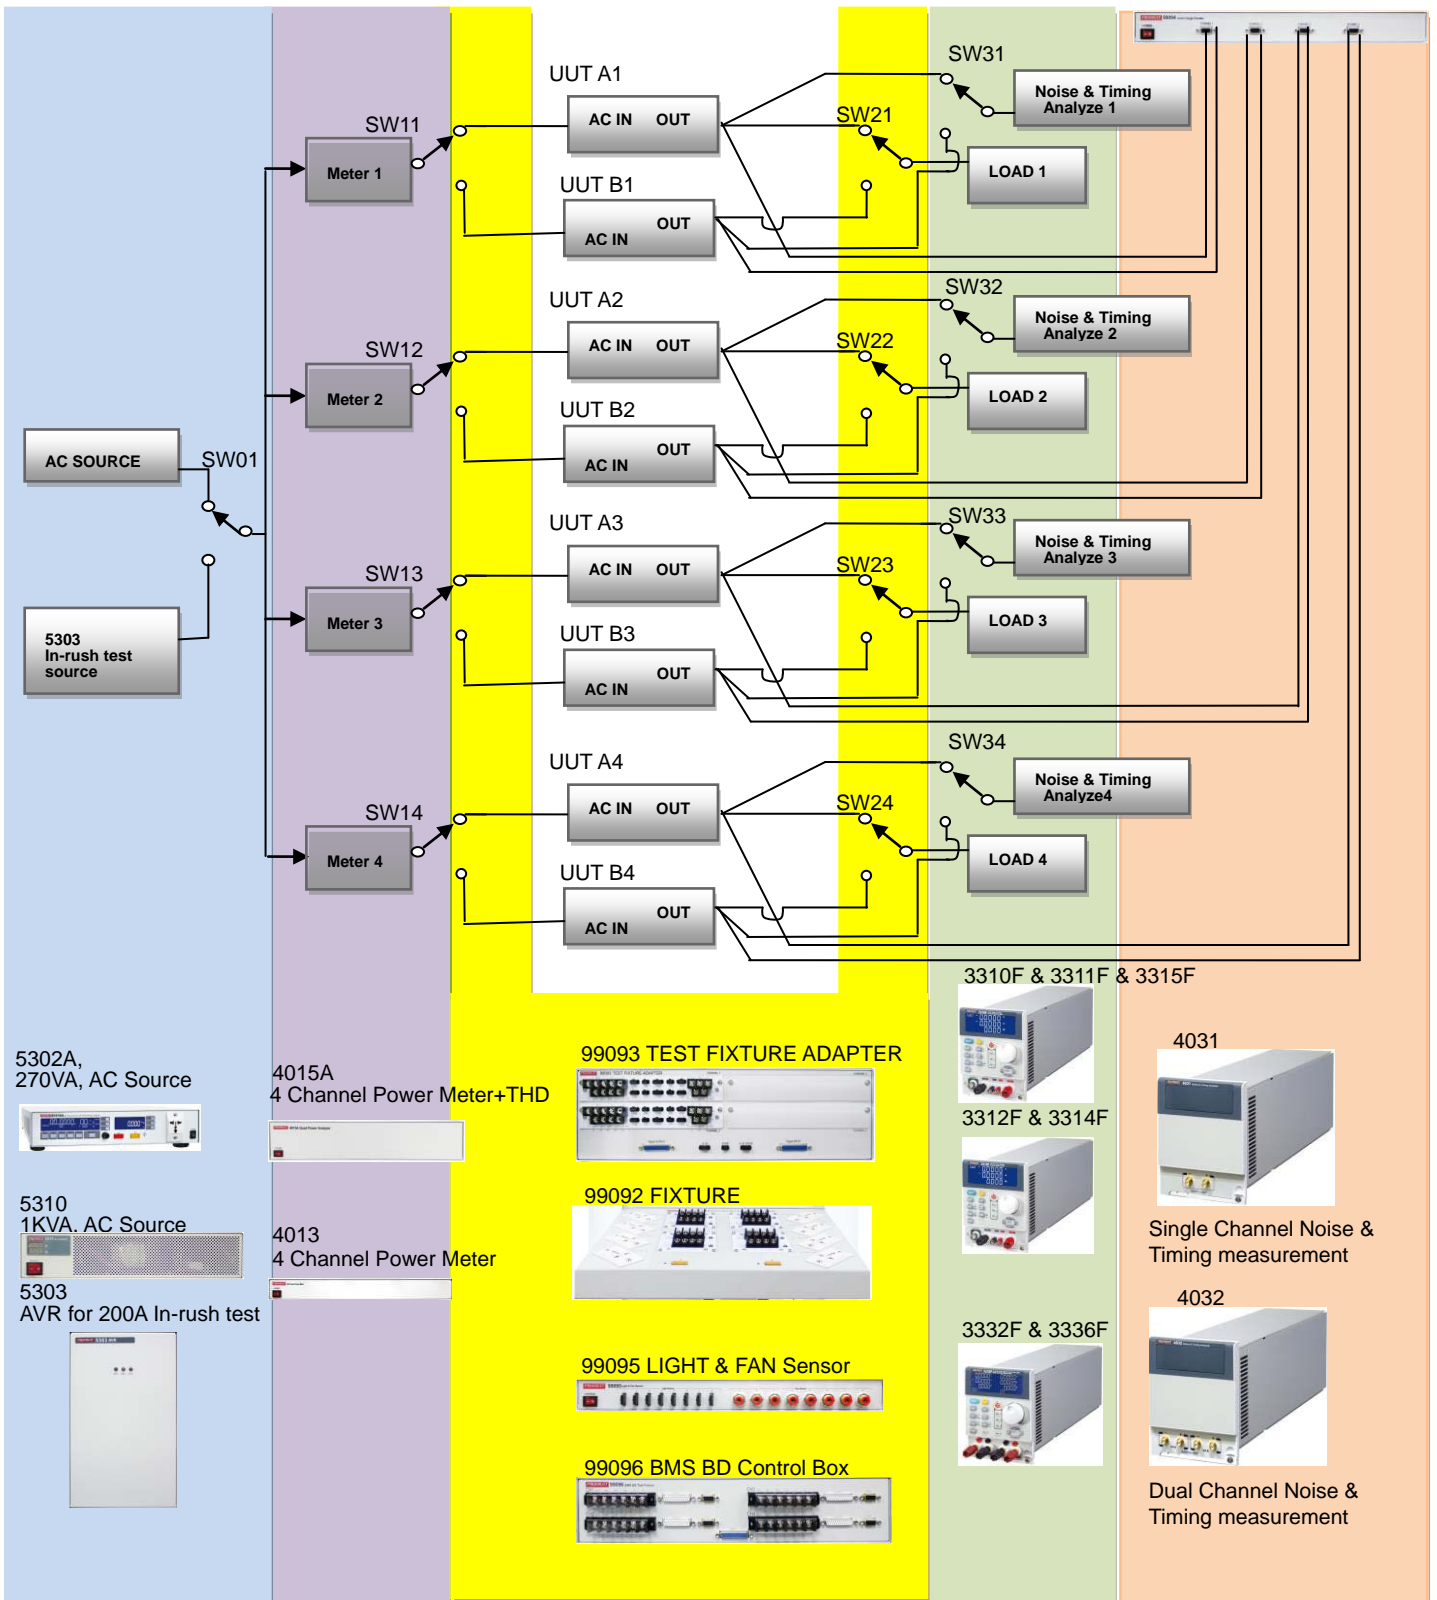 SW31
UUT A1
Noise & Timing
Analyze 1
AC IN OUT
SW11
SW21
Meter 1
LOAD 1
UUT B1
OUT
AC IN
SW32
UUT A2
Noise & Timing
Analyze 2
AC IN OUT
SW12
SW22
Meter 2
LOAD 2
UUT B2
OUT
AC IN
AC SOURCE
SW01
SW33
UUT A3
Noise & Timing
Analyze 3
AC IN OUT
SW13
SW23
Meter 3
LOAD 3
UUT B3
OUT
AC IN
5303
In-rush test
source
SW34
UUT A4
Noise & Timing
Analyze4
AC IN OUT
SW14
SW24
Meter 4
LOAD 4
UUT B4
OUT
AC IN
3310F & 3311F & 3315F
5302A,
270VA, AC Source
4015A
4 Channel Power Meter+THD
99093 TEST FIXTURE ADAPTER
4031
3312F & 3314F
5310
1KVA. AC Source
4013
4 Channel Power Meter
99092 FIXTURE
Single Channel Noise &
Timing measurement
5303
AVR for 200A In-rush test
4032
3332F & 3336F
99095 LIGHT & FAN Sensor
99096 BMS BD Control Box
Dual Channel Noise &
Timing measurement